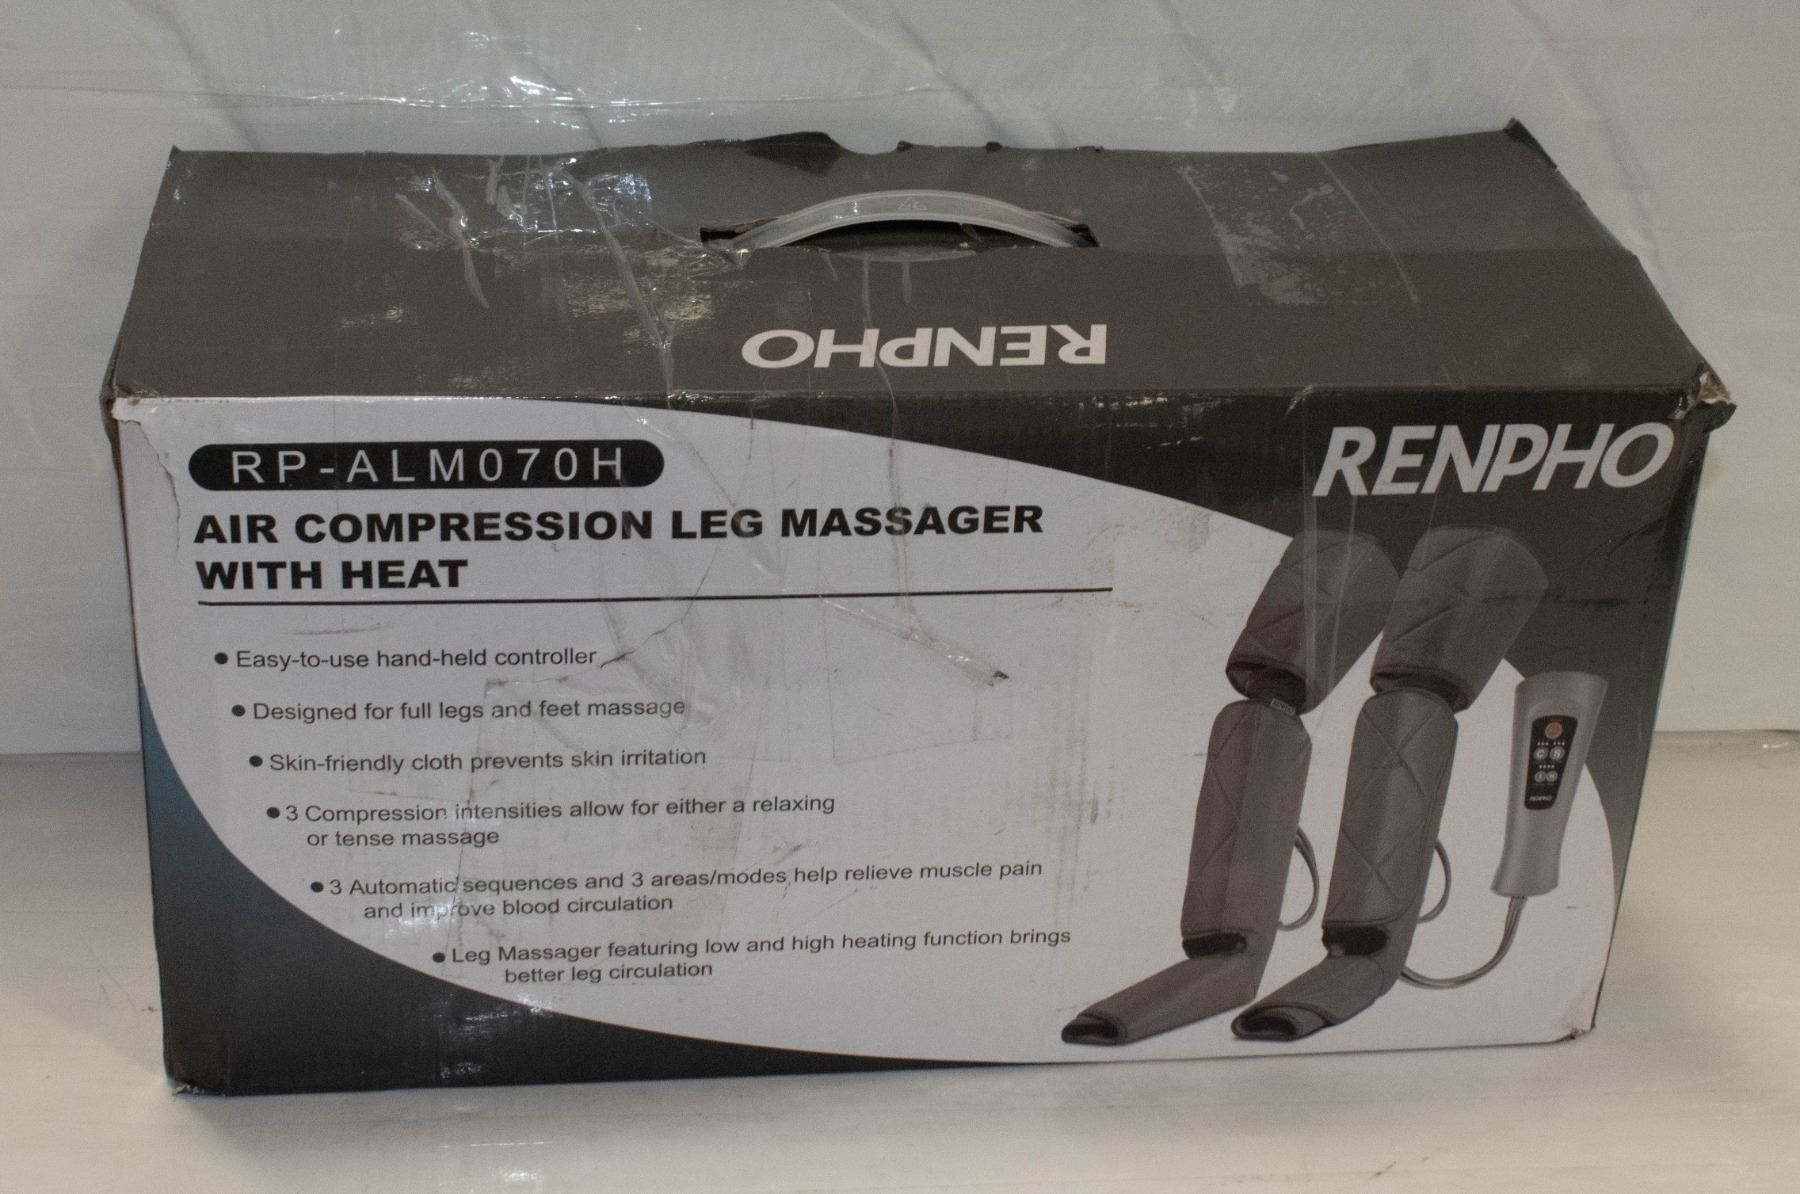 RENPHO
RENPHO
RP-ALM070H
AIR COMPRESSION LEG MASSAGER
WITH HEAT
● Easy-to-use hand-held controller
● Designed for full legs and feet massage
● Skin-friendly cloth prevents skin irritation
● 3 Compression intensities allow for either a relaxing
or tense massage
● 3 Automatic sequences and 3 areas/modes help relieve muscle pain
and improve blood circulation
● Leg Massager featuring low and high heating function brings
better leg circulation
C S
RENPHO